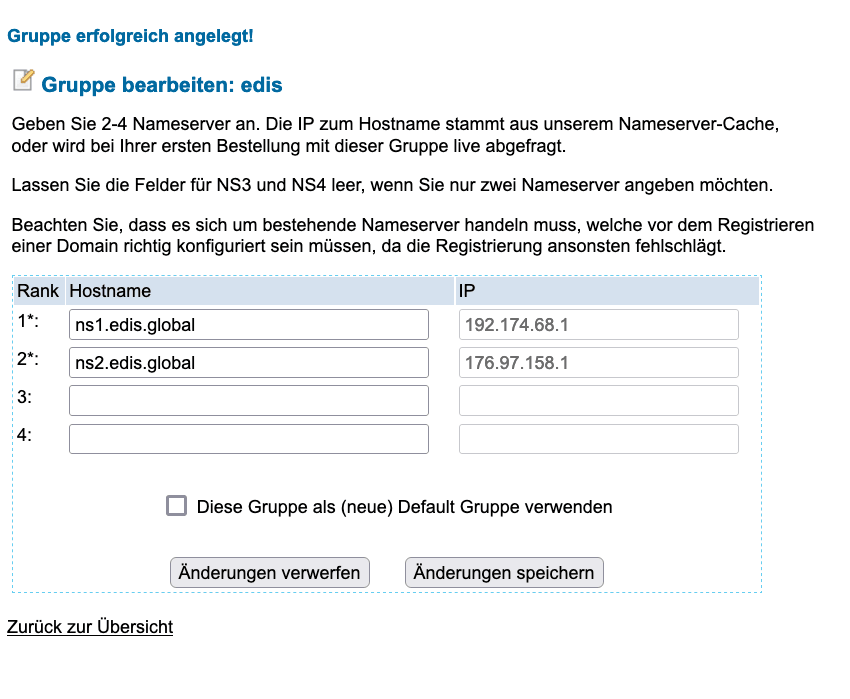 Gruppe erfolgreich angelegt!
Gruppe bearbeiten: edis
Geben Sie 2-4 Nameserver an. Die IP zum Hostname stammt aus unserem Nameserver-Cache,
oder wird bei Ihrer ersten Bestellung mit dieser Gruppe live abgefragt.
Lassen Sie die Felder für NS3 und NS4 leer, wenn Sie nur zwei Nameserver angeben möchten.
Beachten Sie, dass es sich um bestehende Nameserver handeln muss, welche vor dem Registrieren
einer Domain richtig konfiguriert sein müssen, da die Registrierung ansonsten fehlschlägt.
Rank Hostname IP
1*: ns1.edis.global 192.174.68.1
2*: ns2.edis.global 176.97.158.1
3:
4:
Diese Gruppe als (neue) Default Gruppe verwenden
Änderungen verwerfen Änderungen speichern
Zurück zur Übersicht